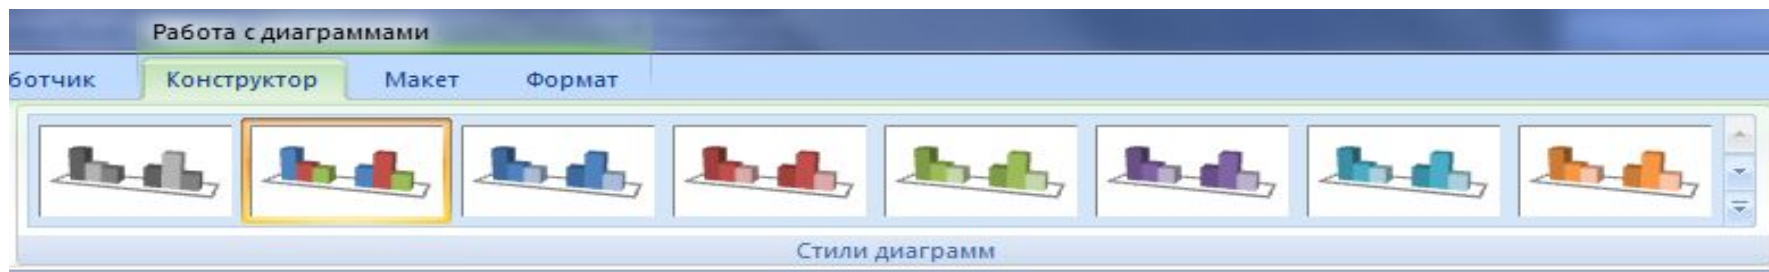 Работа с диаграммами
ботчик Конструктор Макет Формат
Стили диаграмм